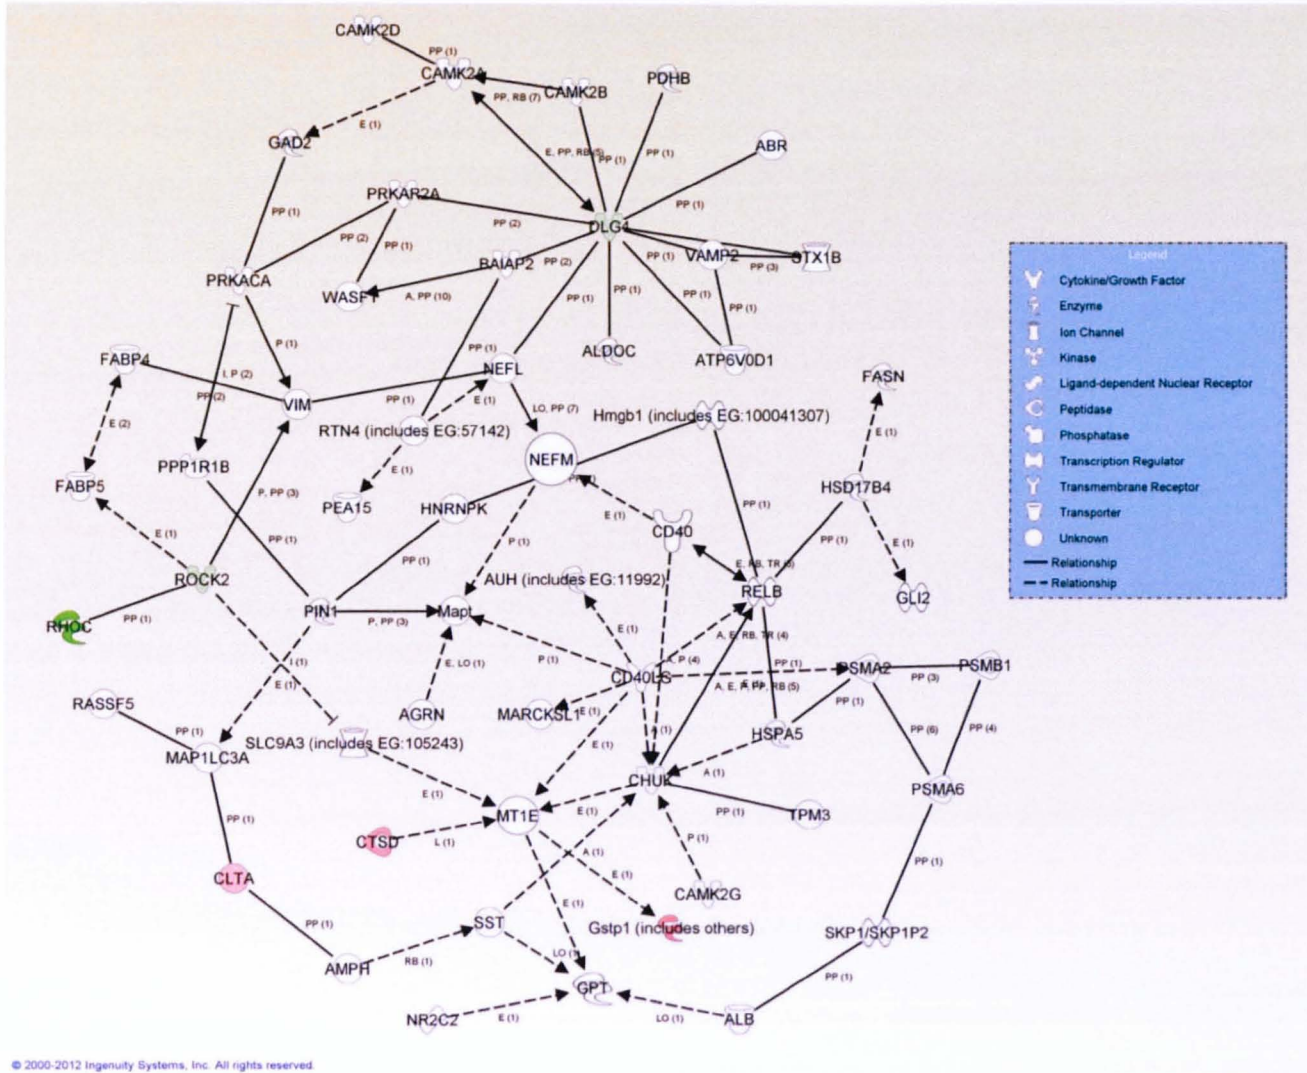 CAMK2D
PP (1)
CAMK2A
CAMK2B
PDHB
PP, RB (7)
E (1)
GAD2
E, PP, RB (5)
PP (1)
PP (1)
ABR
PRKAR2A
PP (1)
PP (1)
PP (2)
DLG4
PP (2)
PP (1)
BAIAP2
PP (2)
PP (1)
VAMP2
PP (3)
STX1B
PRKACA
WASF1
A, PP (10)
PP (1)
PP (1)
PP (1)
PP (1)
P (1)
PP (1)
ALDOC
ATP6V0D1
FABP4
NEFL
FASN
I, P (2)
PP (2)
VIM
PP (1)
E (1)
LO, PP (7)
Hmgb1 (includes EG:100041307)
E (2)
RTN4 (includes EG:57142)
E (1)
PPP1R1B
E (1)
NEFM
FABP5
P, PP (3)
PEA15
HNRNPK
PP (1)
HSD17B4
E (1)
CD40
E (1)
PP (1)
PP (1)
P (1)
PP (1)
E (1)
ROCK2
AUH (includes EG:11992)
E, RB, TR (6)
RELB
GLI2
RHOC
PP (1)
PIN1
P, PP (3)
Mapt
E (1)
A, E, RB, TR (4)
I (1)
E, LO (1)
P (1)
A, P (4)
PP (1)
PSMA2
PSMB1
E (1)
CD40LG
A, E, P, PP, RB (5)
PP (3)
RASSF5
AGRN
MARCKSL1
E (1)
PP (1)
PP (1)
SLC9A3 (includes EG:105243)
E (1)
A (1)
HSPA5
PP (6)
PP (4)
MAP1LC3A
CHUK
A (1)
PSMA6
E (1)
E (1)
PP (1)
TPM3
PP (1)
MT1E
CTSD
L (1)
P (1)
A (1)
PP (1)
CLTA
E (1)
CAMK2G
E (1)
PP (1)
SST
Gstp1 (includes others)
SKP1/SKP1P2
AMPH
RB (1)
LO (1)
PP (1)
GPT
NR2C2
E (1)
LO (1)
ALB
Legend
Cytokine/Growth Factor
Enzyme
Ion Channel
Kinase
Ligand-dependent Nuclear Receptor
Peptidase
Phosphatase
Transcription Regulator
Transmembrane Receptor
Transporter
Unknown
Relationship
Relationship
© 2000-2012 Ingenuity Systems, Inc. All rights reserved.